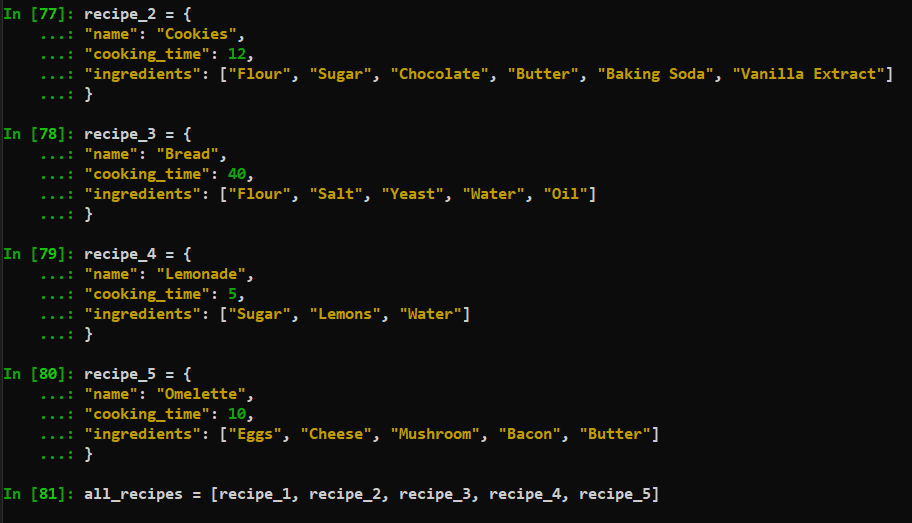 In [77]: recipe_2 = {
...: "name": "Cookies",
...: "cooking_time": 12,
...: "ingredients": ["Flour", "Sugar", "Chocolate", "Butter", "Baking Soda", "Vanilla Extract"]
...: }
In [78]: recipe_3 = {
...: "name": "Bread",
...: "cooking_time": 40,
...: "ingredients": ["Flour", "Salt", "Yeast", "Water", "Oil"]
...: }
In [79]: recipe_4 = {
...: "name": "Lemonade",
...: "cooking_time": 5,
...: "ingredients": ["Sugar", "Lemons", "Water"]
...: }
In [80]: recipe_5 = {
...: "name": "Omelette",
...: "cooking_time": 10,
...: "ingredients": ["Eggs", "Cheese", "Mushroom", "Bacon", "Butter"]
...: }
In [81]: all_recipes = [recipe_1, recipe_2, recipe_3, recipe_4, recipe_5]